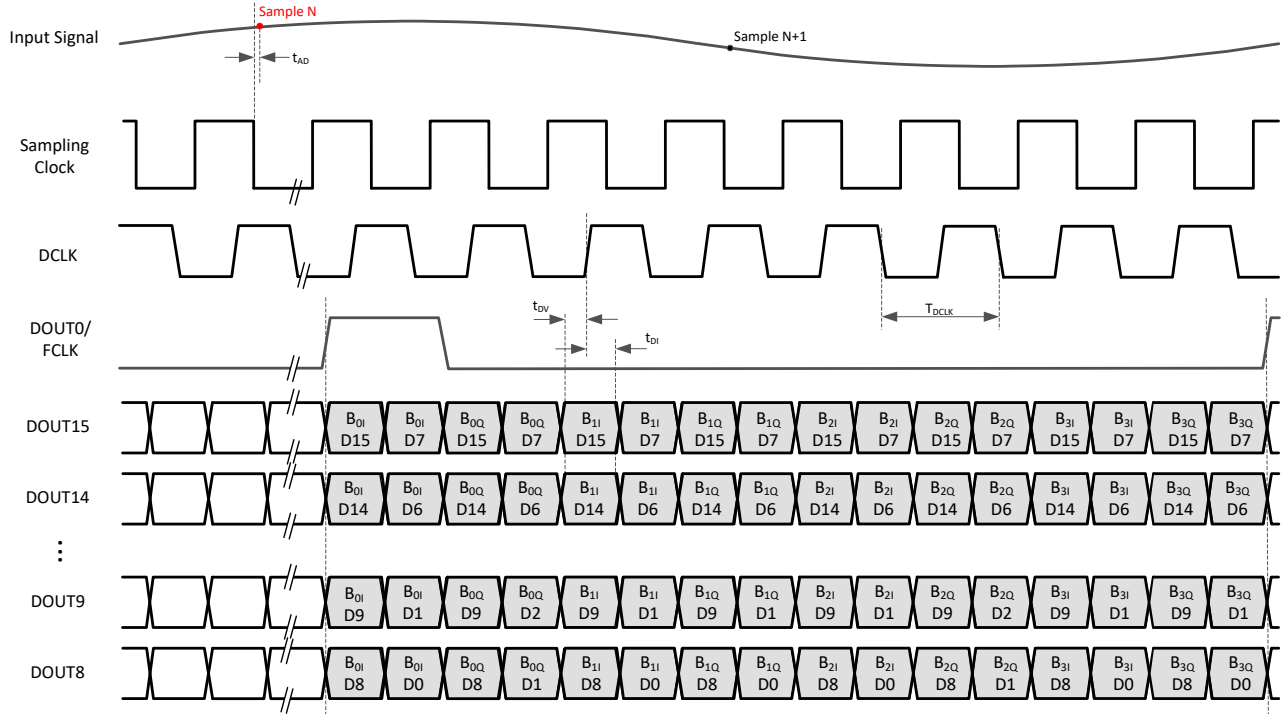 Sample N
Input Signal
Sample N+1
tAD
Sampling
Clock
DCLK
tDV
TDCLK
DOUT0/
FCLK
tDI
DOUT15
B0I B0I B0Q B0Q B1I B1I B1Q B1Q B2I B2I B2Q B2Q B3I B3I B3Q B3Q
D15 D7 D15 D7 D15 D7 D15 D7 D15 D7 D15 D7 D15 D7 D15 D7
DOUT14
B0I B0I B0Q B0Q B1I B1I B1Q B1Q B2I B2I B2Q B2Q B3I B3I B3Q B3Q
D14 D6 D14 D6 D14 D6 D14 D6 D14 D6 D14 D6 D14 D6 D14 D6
DOUT9
B0I B0I B0Q B0Q B1I B1I B1Q B1Q B2I B2I B2Q B2Q B3I B3I B3Q B3Q
D9 D1 D9 D2 D9 D1 D9 D1 D9 D1 D9 D2 D9 D1 D9 D1
DOUT8
B0I B0I B0Q B0Q B1I B1I B1Q B1Q B2I B2I B2Q B2Q B3I B3I B3Q B3Q
D8 D0 D8 D1 D8 D0 D8 D0 D8 D0 D8 D1 D8 D0 D8 D0